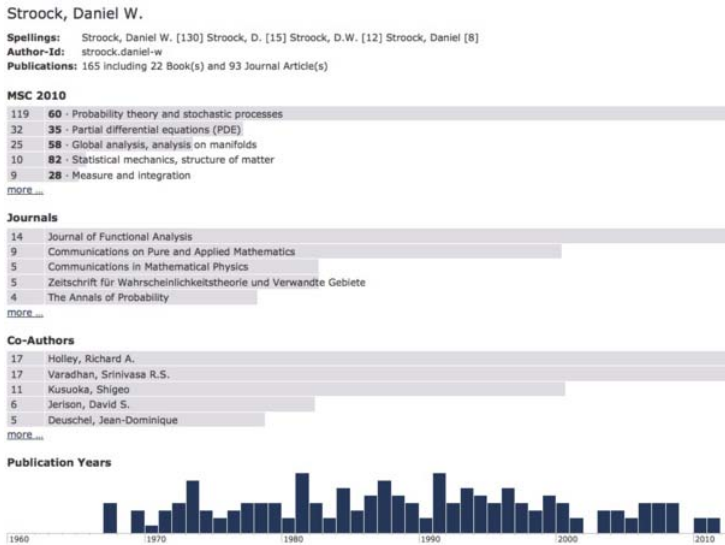 Stroock, Daniel W.
Spellings: Stroock, Daniel W. [130] Stroock, D. [15] Stroock, D.W. [12] Stroock, Daniel [8]
Author-Id: stroock.daniel-w
Publications: 165 including 22 Book(s) and 93 Journal Article(s)
MSC 2010
119 60 · Probability theory and stochastic processes
32 35 · Partial differential equations (PDE)
25 58 · Global analysis, analysis on manifolds
10 82 · Statistical mechanics, structure of matter
9 28 · Measure and integration
more ...
Journals
14 Journal of Functional Analysis
9 Communications on Pure and Applied Mathematics
5 Communications in Mathematical Physics
5 Zeitschrift für Wahrscheinlichkeitstheorie und Verwandte Gebiete
4 The Annals of Probability
more ...
Co-Authors
17 Holley, Richard A.
17 Varadhan, Srinivasa R.S.
11 Kusuoka, Shigeo
6 Jerison, David S.
5 Deuschel, Jean-Dominique
more ...
Publication Years
1960 1970 1980 1990 2000 2010